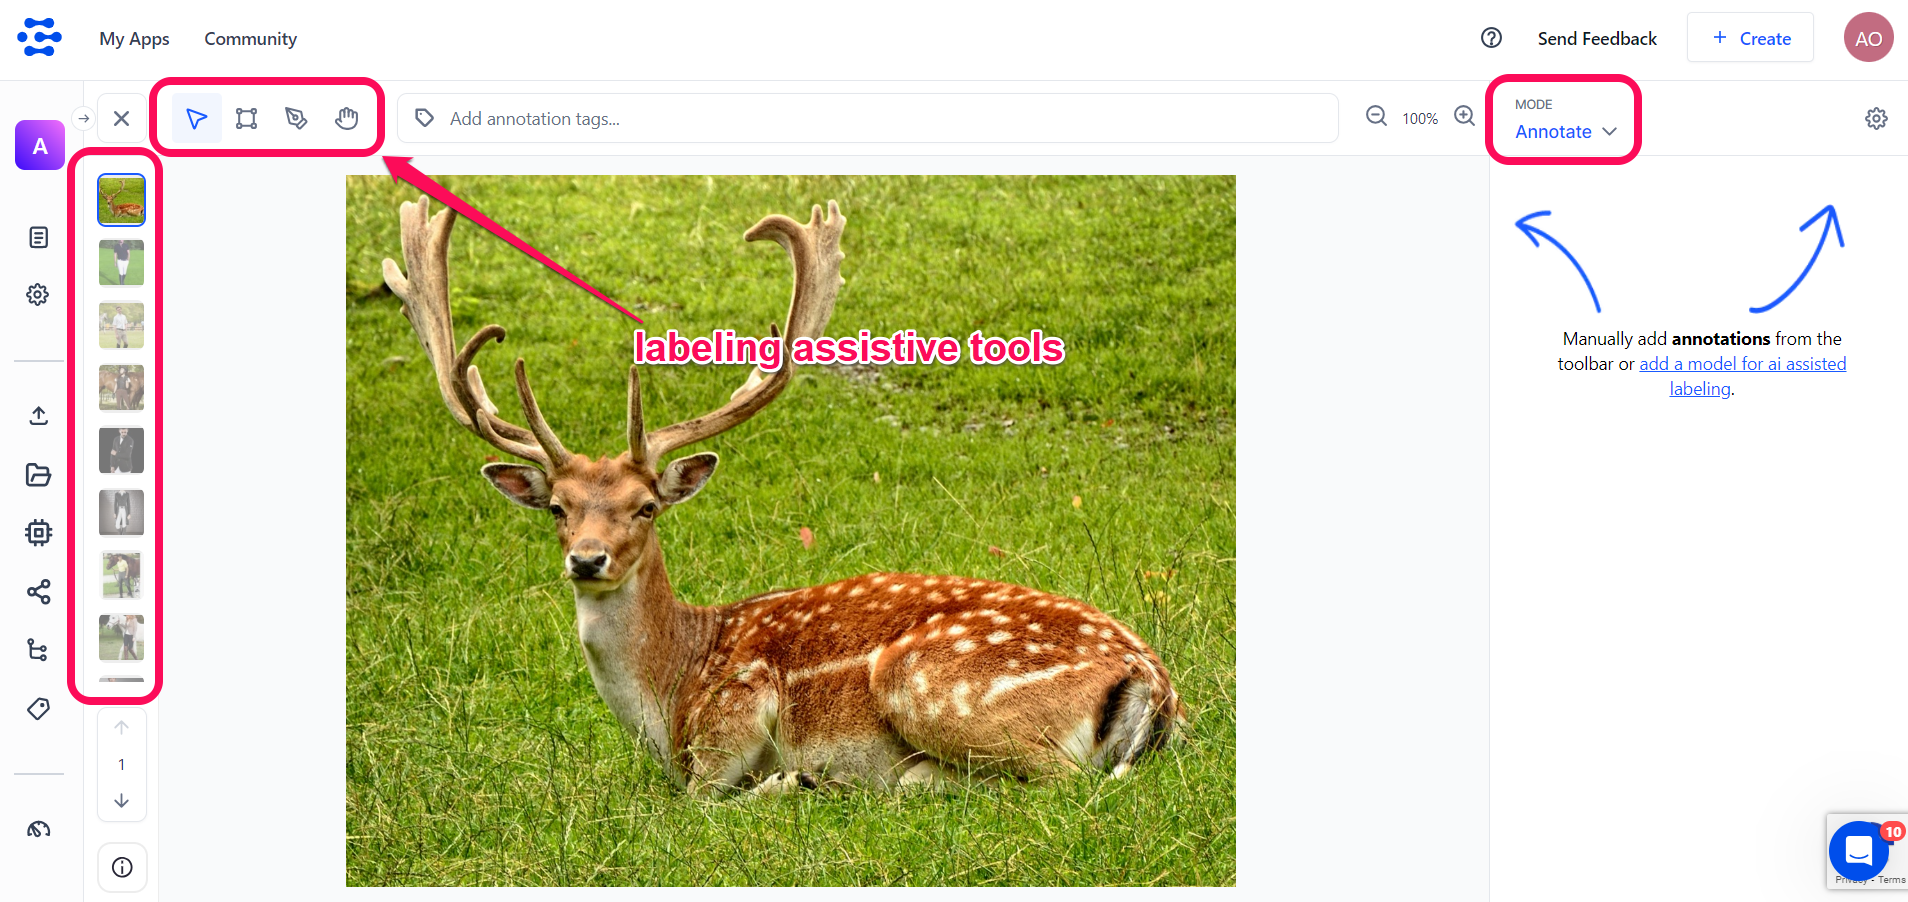 My Apps
Community
Send Feedback
+ Create
AO
A
Add annotation tags...
100%
MODE
Annotate
labeling assistive tools
Manually add annotations from the
toolbar or add a model for ai assisted
labeling.
1
10
Privacy - Terms